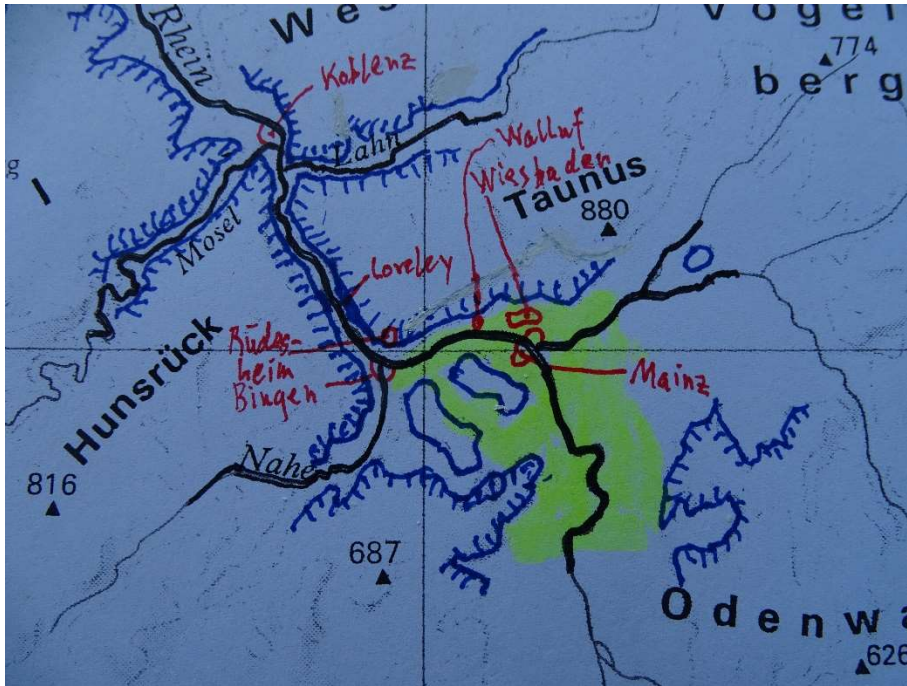 Rhein
We
Vogel
berg
774
Koblenz
Lahn
Walluf
Wiesbaden
Taunus
880
g
I
Mosel
Loreley
Hunsrück
Rüdes-
heim
Bingen
Mainz
Nahe
816
687
Odenwa
626